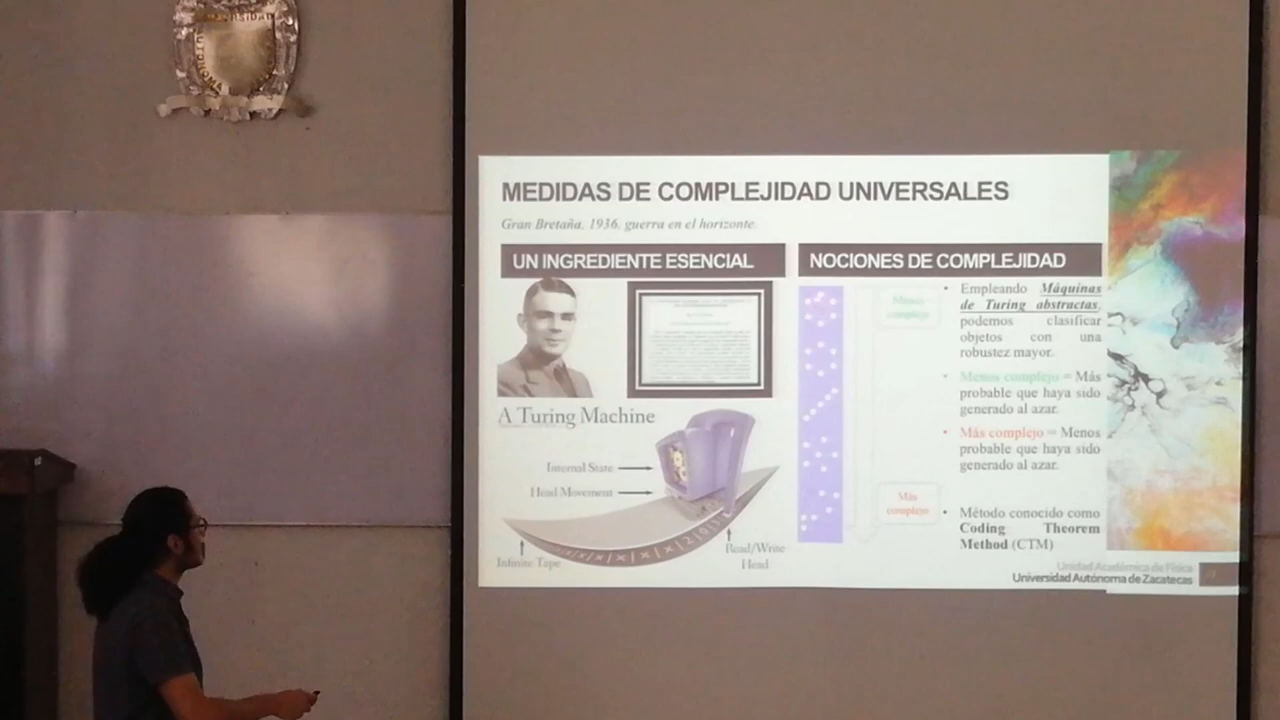 MEDIDAS DE COMPLEJIDAD UNIVERSALES
Gran Bretaña, 1936, guerra en el horizonte.
UN INGREDIENTE ESENCIAL
A Turing Machine
Internal State
Head Movement
Infinite Tape
Read/Write
Head
NOCIONES DE COMPLEJIDAD
Menos
complejo
Más
complejo
• Empleando Máquinas
de Turing abstractas,
podemos clasificar
objetos con una
robustez mayor.
• Menos complejo = Más
probable que haya sido
generado al azar.
• Más complejo = Menos
probable que haya sido
generado al azar.
• Método conocido como
Coding Theorem
Method (CTM)
Unidad Académica de Física
Universidad Autónoma de Zacatecas